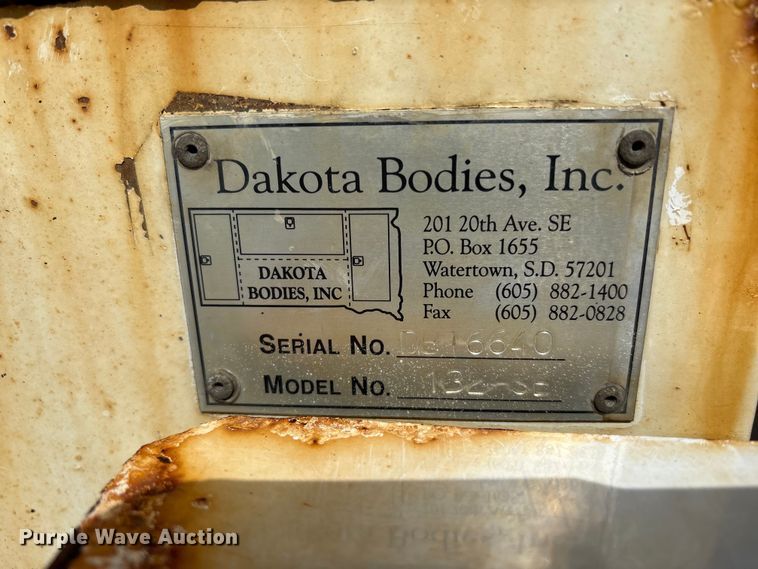 Dakota Bodies, Inc.
DAKOTA
BODIES, INC
201 20th Ave. SE
P.O. Box 1655
Watertown, S.D. 57201
Phone (605) 882-1400
Fax (605) 882-0828
SERIAL NO.
MODEL NO.
Purple Wave Auction